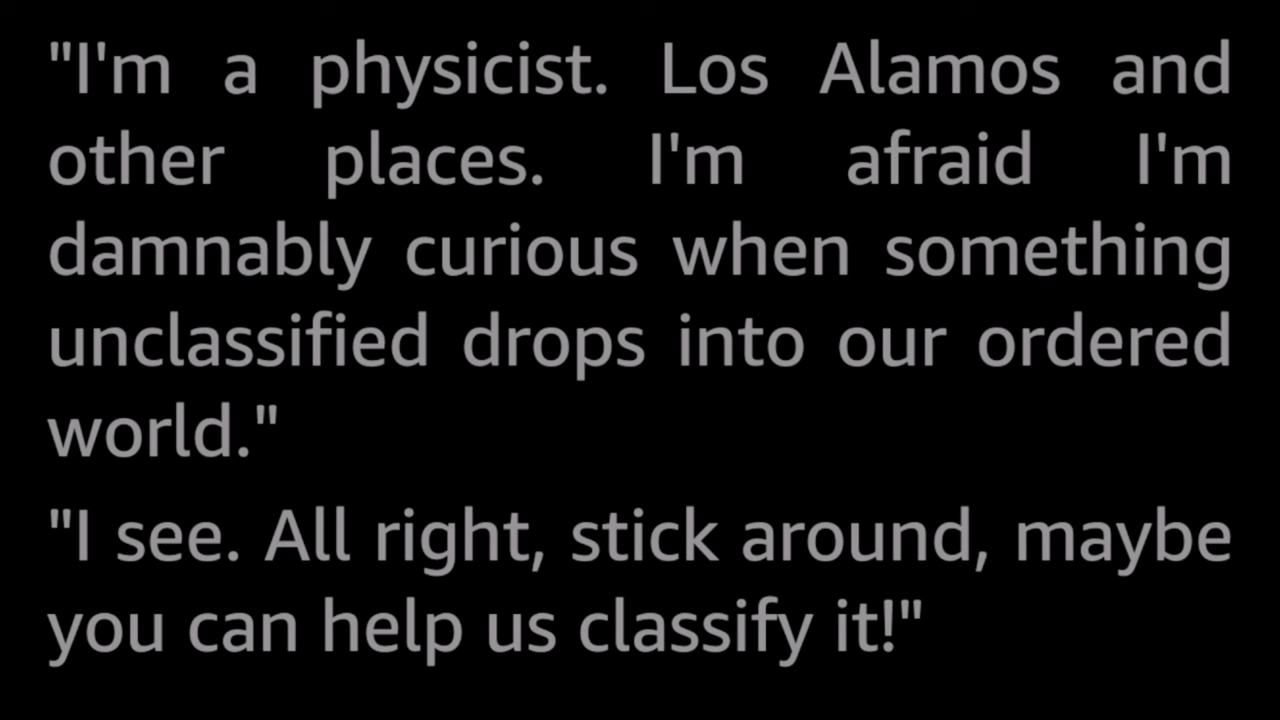 "I'm a physicist. Los Alamos and
other places. I'm afraid I'm
damnably curious when something
unclassified drops into our ordered
world."
"I see. All right, stick around, maybe
you can help us classify it!"